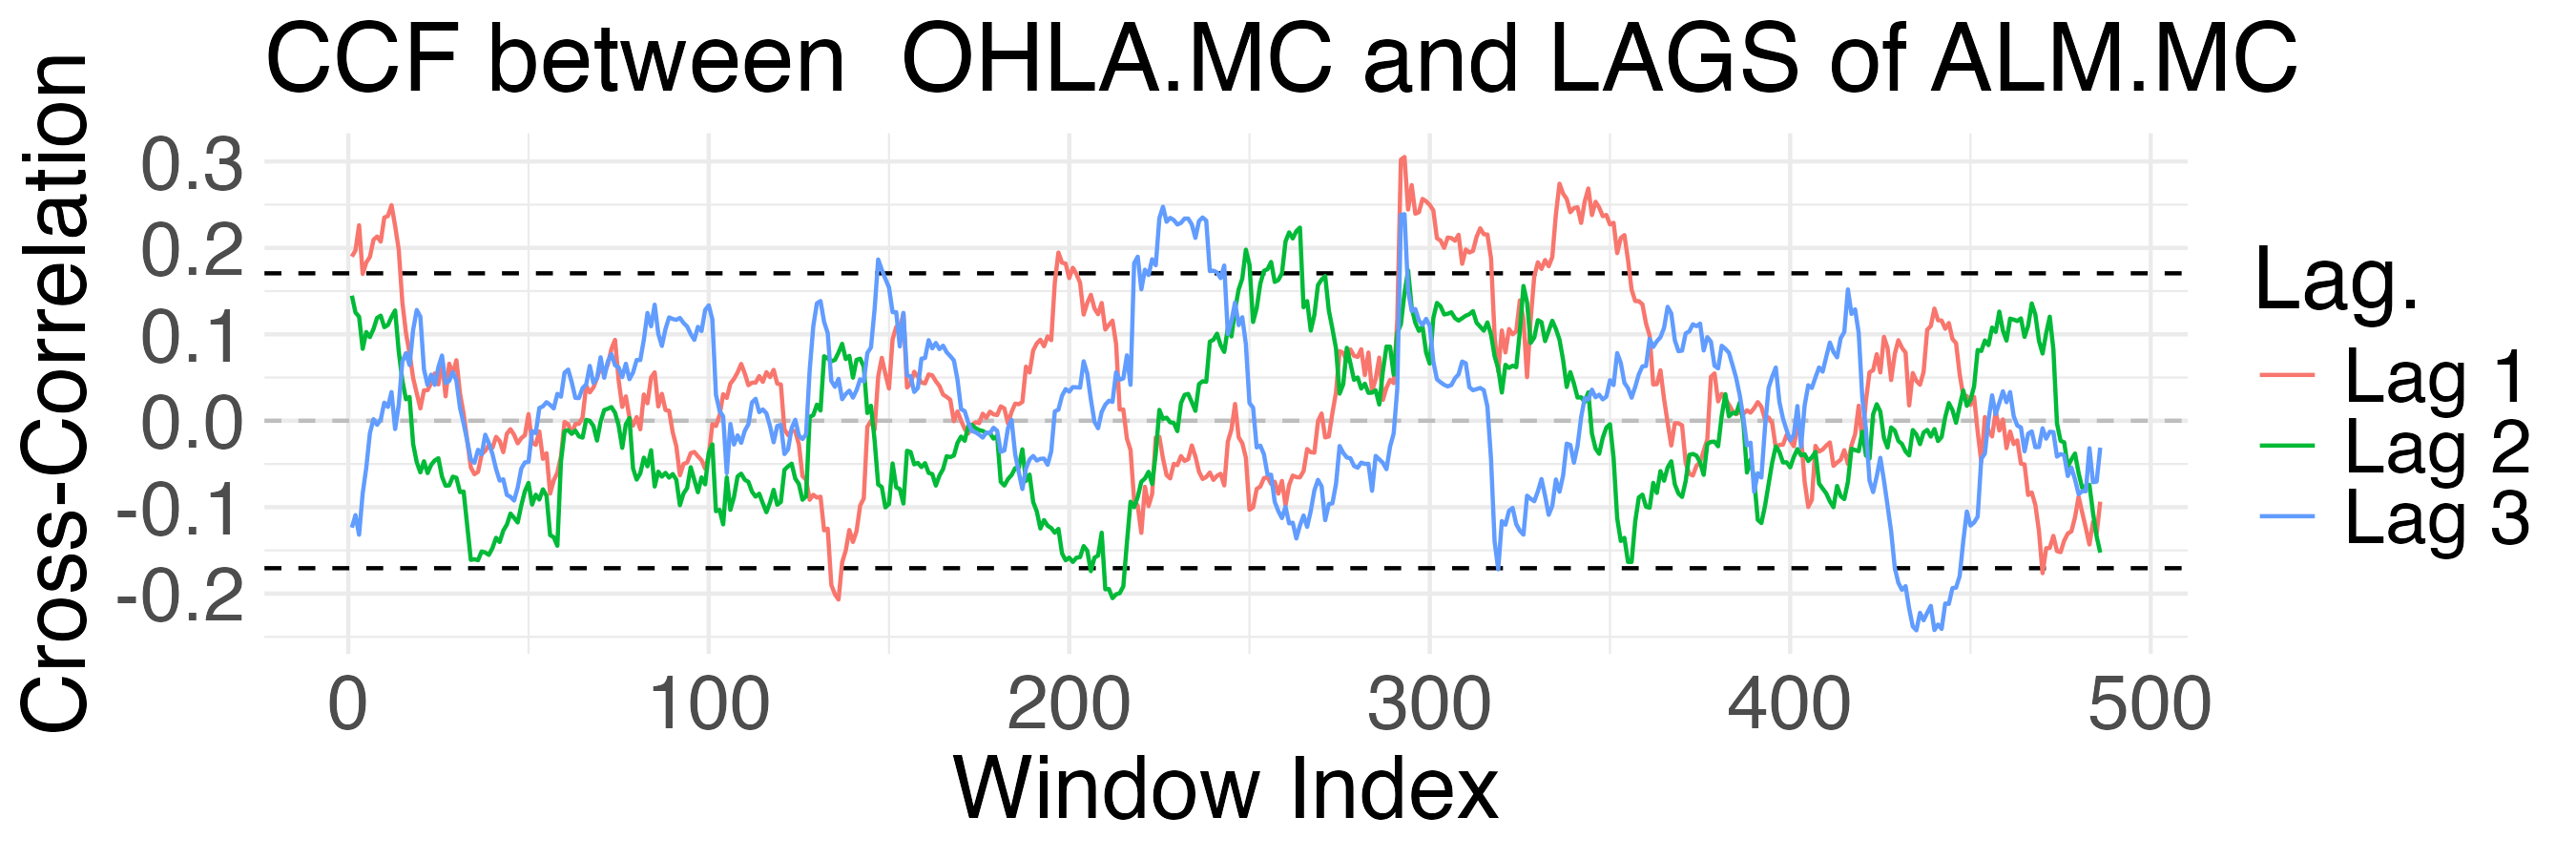 CCF between  OHLA.MC and LAGS of ALM.MC
Cross-Correlation
0.3
0.2
0.1
0.0
-0.1
-0.2
0
100
200
300
400
500
Window Index
Lag.
Lag 1
Lag 2
Lag 3